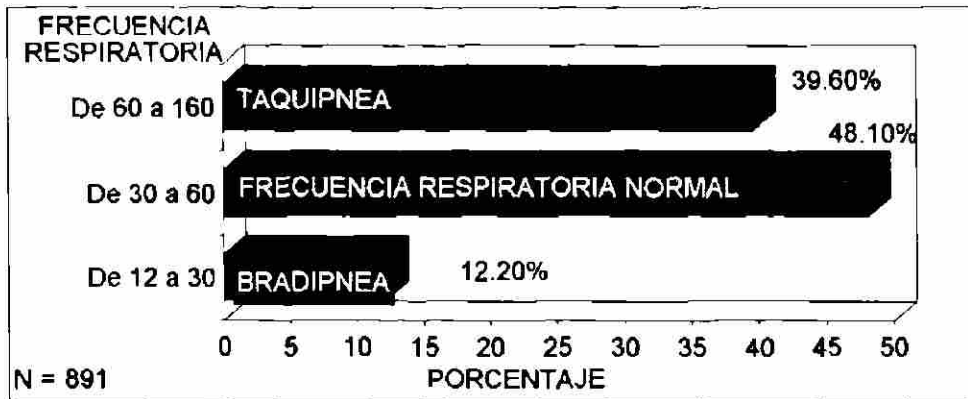 FRECUENCIA
RESPIRATORIA
De 60 a 160
TAQUIPNEA
39.60%
48.10%
De 30 a 60
FRECUENCIA RESPIRATORIA NORMAL
De 12 a 30
BRADIPNEA
12.20%
0 5 10 15 20 25 30 35 40 45 50
N = 891
PORCENTAJE